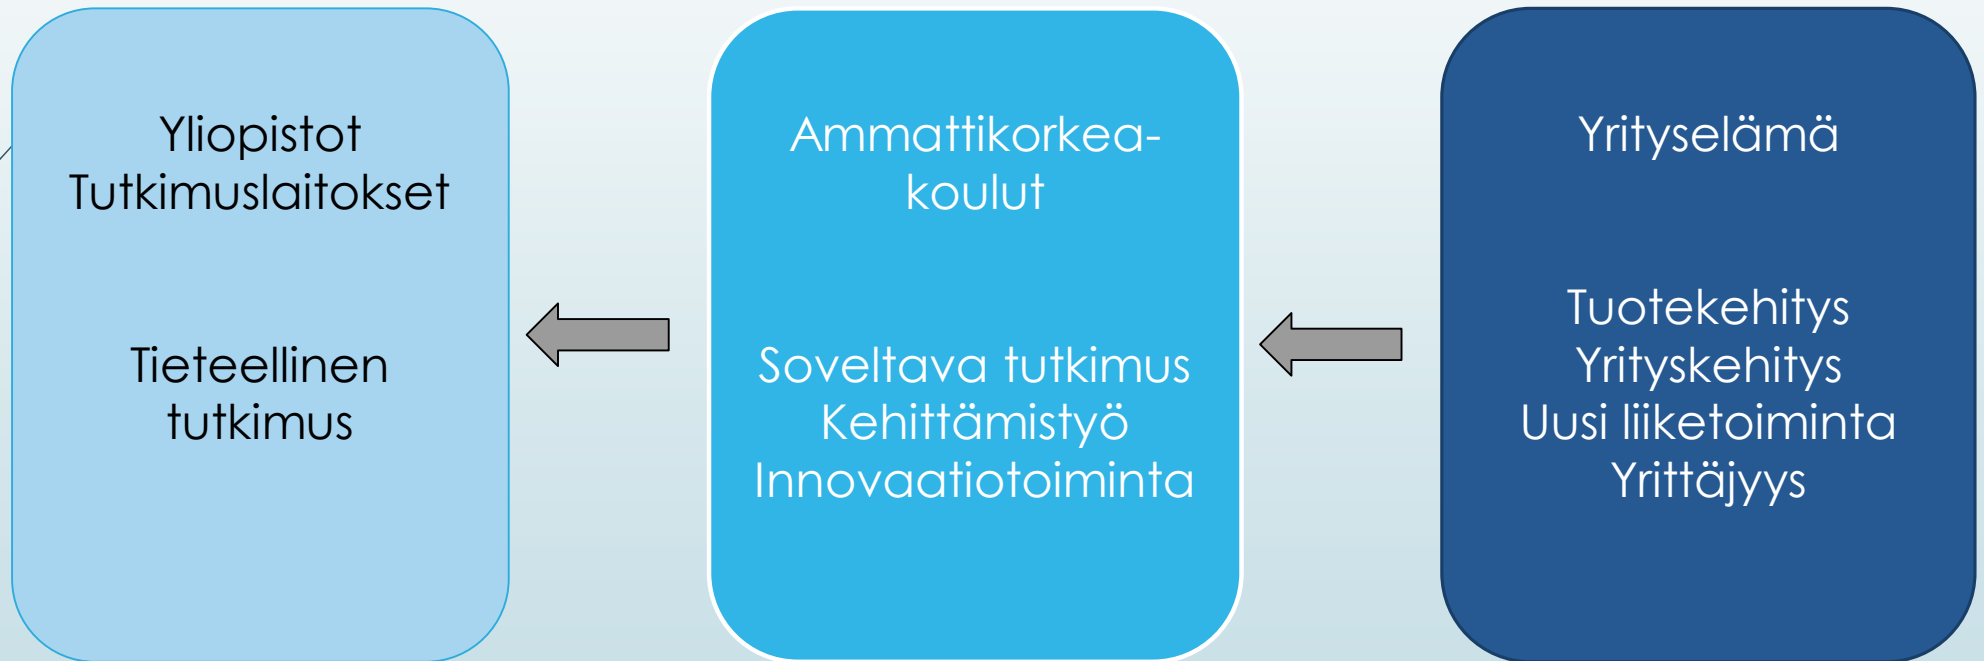 Yliopistot
Tutkimuslaitokset
Tieteellinen
tutkimus
Ammattikorkea-
koulut
Soveltava tutkimus
Kehittämistyö
Innovaatiotoiminta
Yrityselämä
Tuotekehitys
Yrityskehitys
Uusi liiketoiminta
Yrittäjyys